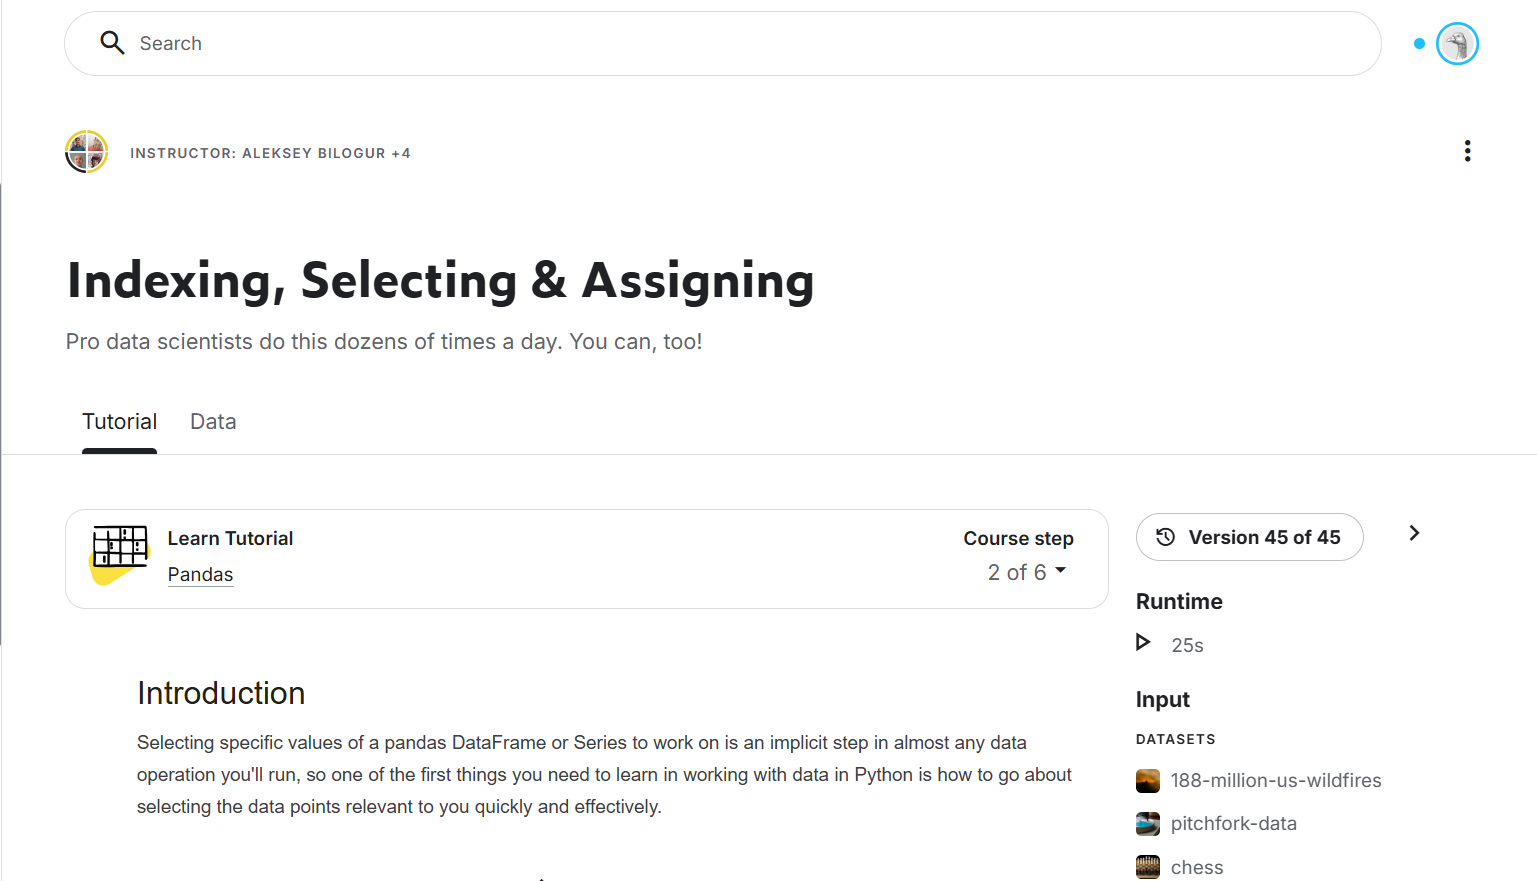 Search
INSTRUCTOR: ALEKSEY BILOGUR +4
Indexing, Selecting & Assigning
Pro data scientists do this dozens of times a day. You can, too!
Tutorial
Data
Learn Tutorial
Pandas
Course step
2 of 6
Version 45 of 45
Runtime
25s
Input
DATASETS
188-million-us-wildfires
pitchfork-data
chess
Introduction
Selecting specific values of a pandas DataFrame or Series to work on is an implicit step in almost any data
operation you'll run, so one of the first things you need to learn in working with data in Python is how to go about
selecting the data points relevant to you quickly and effectively.